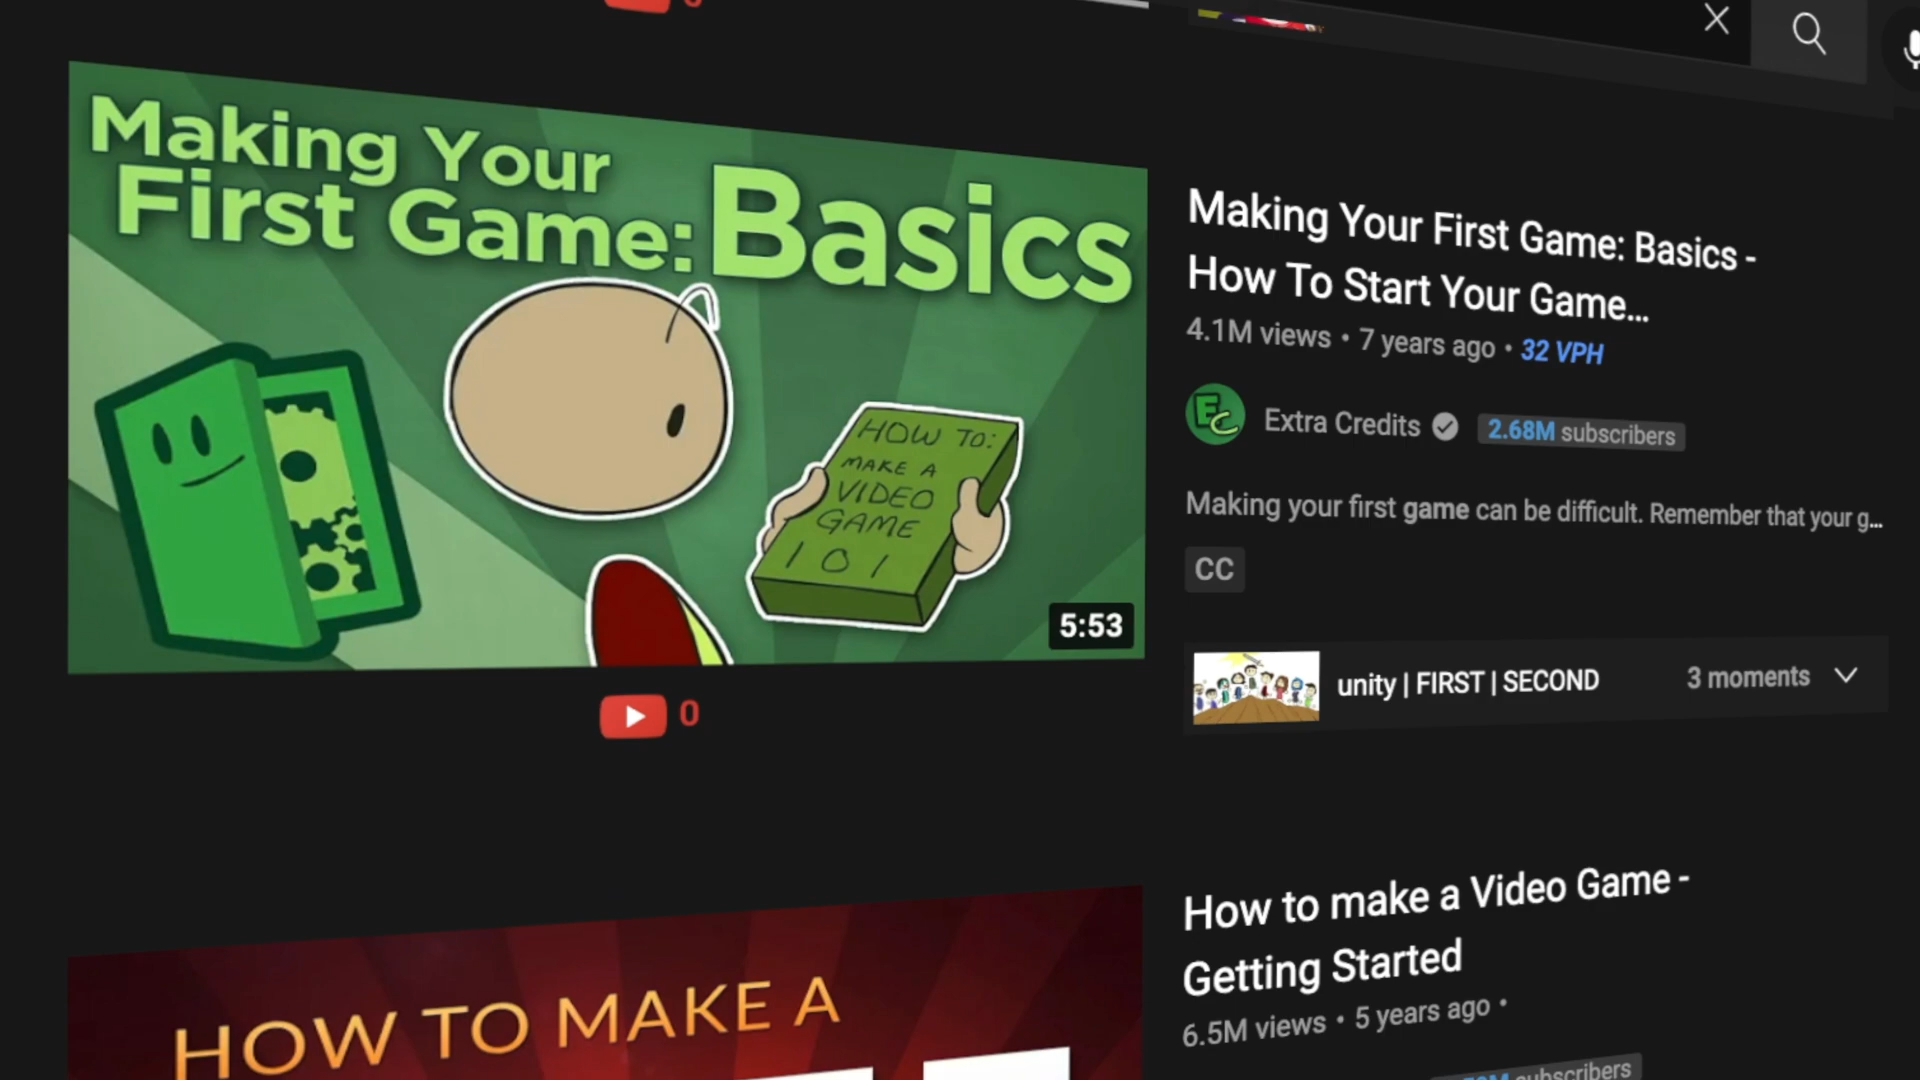 Making Your
First Game: Basics
HOW TO:
MAKE A
VIDEO
GAME
101
5:53
0
Making Your First Game: Basics -
How To Start Your Game...
4.1M views • 7 years ago • 32 VPH
EC
Extra Credits
2.68M subscribers
Making your first game can be difficult. Remember that your g...
CC
unity | FIRST | SECOND
3 moments
HOW TO MAKE A
How to make a Video Game -
Getting Started
6.5M views • 5 years ago •
subscribers